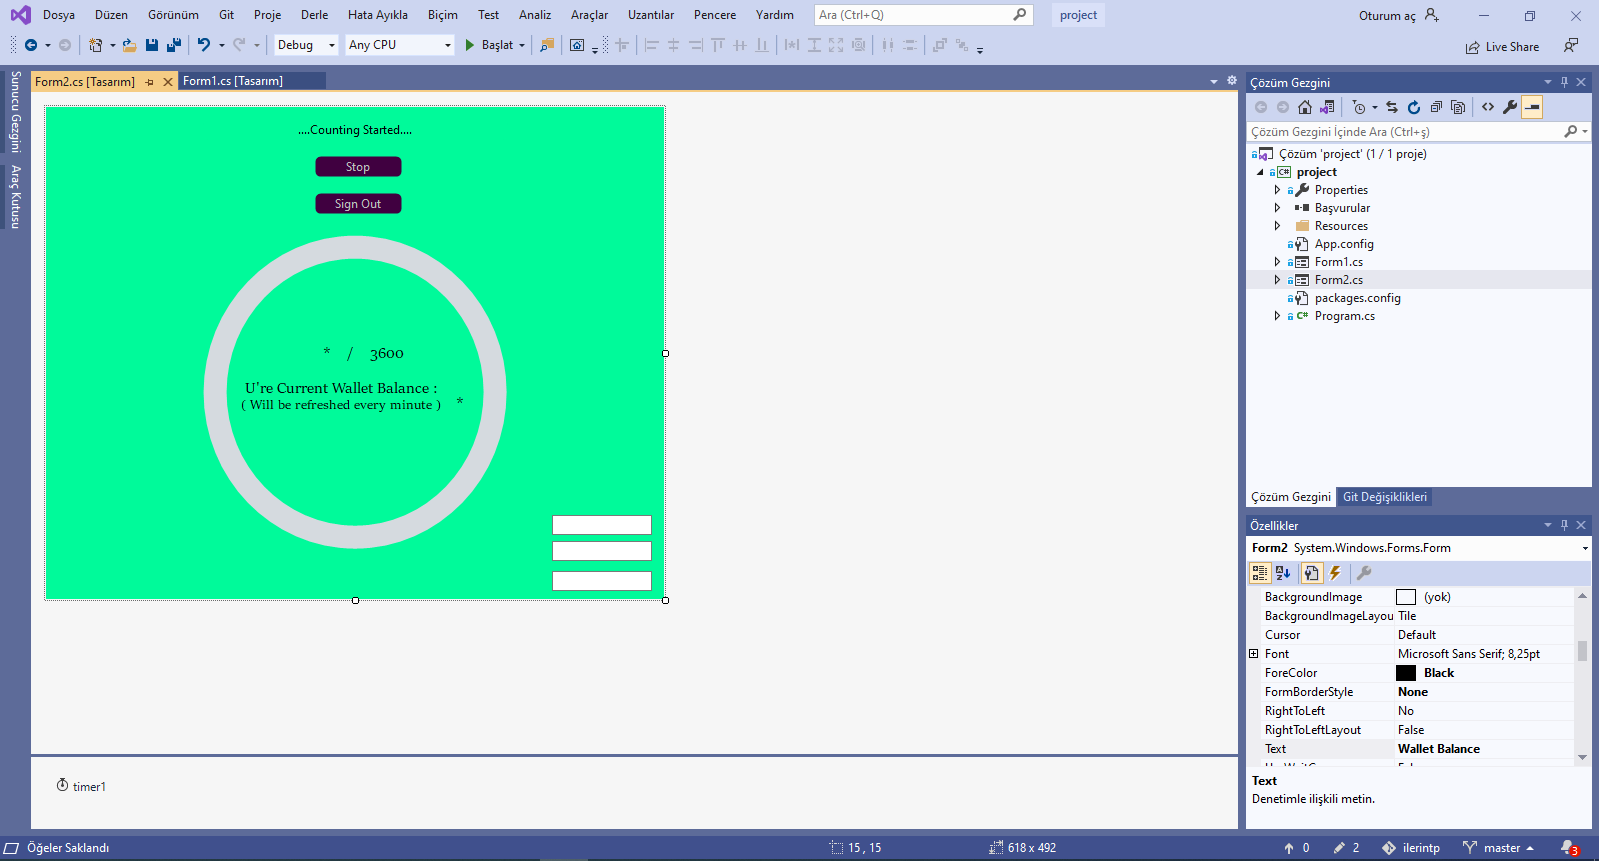 Dosya Düzen Görünüm Git Proje Derle Hata Ayıkla Biçim Test Analiz Araçlar Uzantılar Pencere Yardım Ara (Ctrl+Q) project Oturum aç
Debug Any CPU Başlat Live Share
Sunucu Gezgini
Araç Kutusu
Form2.cs [Tasarım] Form1.cs [Tasarım]
....Counting Started....
Stop
Sign Out
* / 3600
U're Current Wallet Balance :
( Will be refreshed every minute ) *
timer1
Çözüm Gezgini
Çözüm Gezgini İçinde Ara (Ctrl+ş)
Çözüm 'project' (1 / 1 proje)
C# project
Properties
Başvurular
Resources
App.config
Form1.cs
Form2.cs
packages.config
C# Program.cs
Çözüm Gezgini Git Değişiklikleri
Özellikler
Form2 System.Windows.Forms.Form
BackgroundImage (yok)
BackgroundImageLayou Tile
Cursor Default
Font Microsoft Sans Serif; 8,25pt
ForeColor Black
FormBorderStyle None
RightToLeft No
RightToLeftLayout False
Text Wallet Balance
Text
Denetimle ilişkili metin.
Öğeler Saklandı 15 , 15 618 x 492 0 2 ilerintp master 3